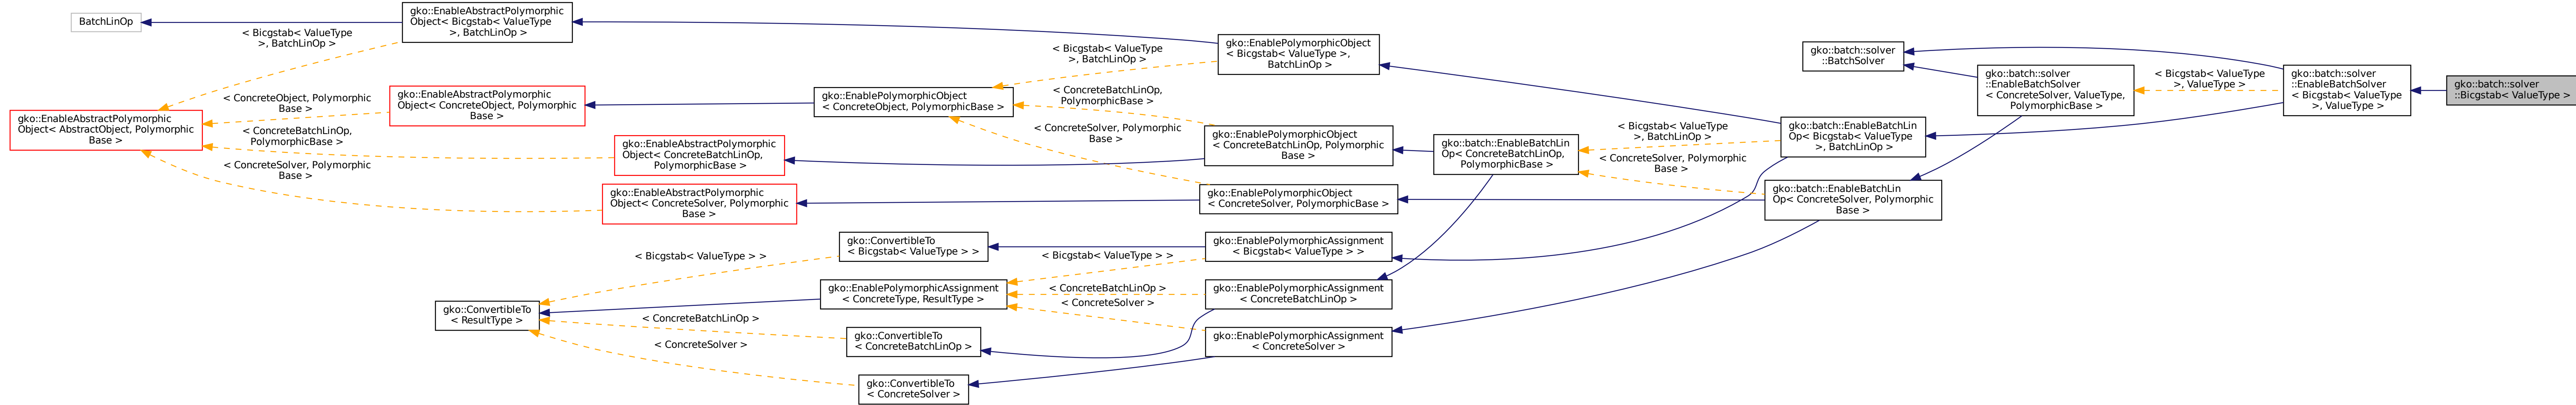 BatchLinOp
gko::EnableAbstractPolymorphic
Object< Bicgstab< ValueType
>, BatchLinOp >
< Bicgstab< ValueType
>, BatchLinOp >
gko::EnableAbstractPolymorphic
Object< AbstractObject, Polymorphic
Base >
< ConcreteObject, Polymorphic
Base >
< ConcreteBatchLinOp,
PolymorphicBase >
< ConcreteSolver, Polymorphic
Base >
gko::EnableAbstractPolymorphic
Object< ConcreteObject, Polymorphic
Base >
gko::EnableAbstractPolymorphic
Object< ConcreteBatchLinOp,
PolymorphicBase >
gko::EnableAbstractPolymorphic
Object< ConcreteSolver, Polymorphic
Base >
gko::EnablePolymorphicObject
< ConcreteObject, PolymorphicBase >
< Bicgstab< ValueType
>, BatchLinOp >
< ConcreteBatchLinOp,
PolymorphicBase >
< ConcreteSolver, Polymorphic
Base >
gko::EnablePolymorphicObject
< Bicgstab< ValueType >,
BatchLinOp >
gko::EnablePolymorphicObject
< ConcreteBatchLinOp, Polymorphic
Base >
gko::EnablePolymorphicObject
< ConcreteSolver, PolymorphicBase >
gko::batch::EnableBatchLin
Op< ConcreteBatchLinOp,
PolymorphicBase >
< Bicgstab< ValueType
>, BatchLinOp >
< ConcreteSolver, Polymorphic
Base >
gko::batch::solver
::BatchSolver
gko::batch::EnableBatchLin
Op< Bicgstab< ValueType
>, BatchLinOp >
gko::batch::EnableBatchLin
Op< ConcreteSolver, Polymorphic
Base >
gko::batch::solver
::EnableBatchSolver
< ConcreteSolver, ValueType,
PolymorphicBase >
< Bicgstab< ValueType
>, ValueType >
gko::batch::solver
::EnableBatchSolver
< Bicgstab< ValueType
>, ValueType >
gko::batch::solver
::Bicgstab< ValueType >
gko::ConvertibleTo
< ResultType >
< Bicgstab< ValueType > >
< ConcreteBatchLinOp >
< ConcreteSolver >
gko::ConvertibleTo
< Bicgstab< ValueType > >
gko::EnablePolymorphicAssignment
< ConcreteType, ResultType >
gko::ConvertibleTo
< ConcreteBatchLinOp >
gko::ConvertibleTo
< ConcreteSolver >
< Bicgstab< ValueType > >
< ConcreteBatchLinOp >
< ConcreteSolver >
gko::EnablePolymorphicAssignment
< Bicgstab< ValueType > >
gko::EnablePolymorphicAssignment
< ConcreteBatchLinOp >
gko::EnablePolymorphicAssignment
< ConcreteSolver >